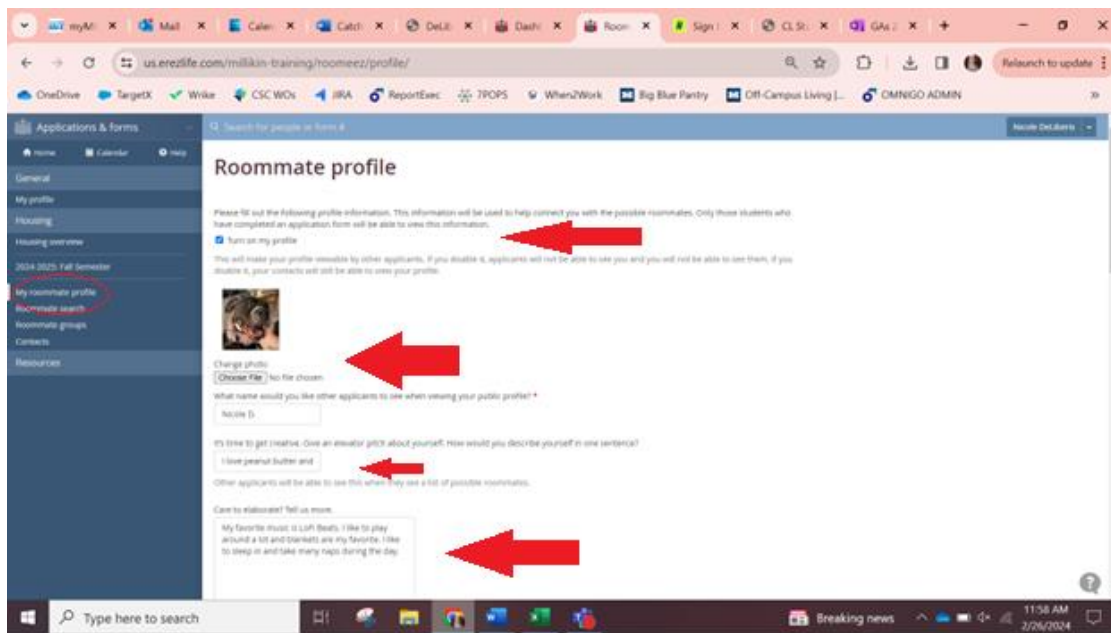 myM
Mail
Calen
Catch
DeLib
Dashl
Room
Sign I
CL St
GAs 2
us.erezlife.com/millikin-training/roomeez/profile/
Relaunch to update
OneDrive
TargetX
Wrike
CSC WOs
JIRA
ReportExec
7POPS
When2Work
Big Blue Pantry
Off-Campus Living |...
OMNIGO ADMIN
Applications & forms
Search for people or form #
Nicole DeLiberis
Home Calendar Help
General
My profile
Housing
Housing overview
2024-2025: Fall Semester
My roommate profile
Roommate search
Roommate groups
Contacts
Resources
Roommate profile
Please fill out the following profile information. This information will be used to help connect you with the possible roommates. Only those students who
have completed an application form will be able to view this information.
Turn on my profile
This will make your profile viewable by other applicants. If you disable it, applicants will not be able to see you and you will not be able to see them. If you
disable it, your contacts will still be able to view your profile.
Change photo
Choose File No file chosen
What name would you like other applicants to see when viewing your public profile? *
Nicole D.
It's time to get creative. Give an elevator pitch about yourself. How would you describe yourself in one sentence?
I love peanut butter and
Other applicants will be able to see this when they see a list of possible roommates.
Care to elaborate? Tell us more.
My favorite music is Lofi Beats. I like to play
around a lot and blankets are my favorite. I like
to sleep in and take many naps during the day.
Type here to search
Breaking news
11:58 AM
2/26/2024